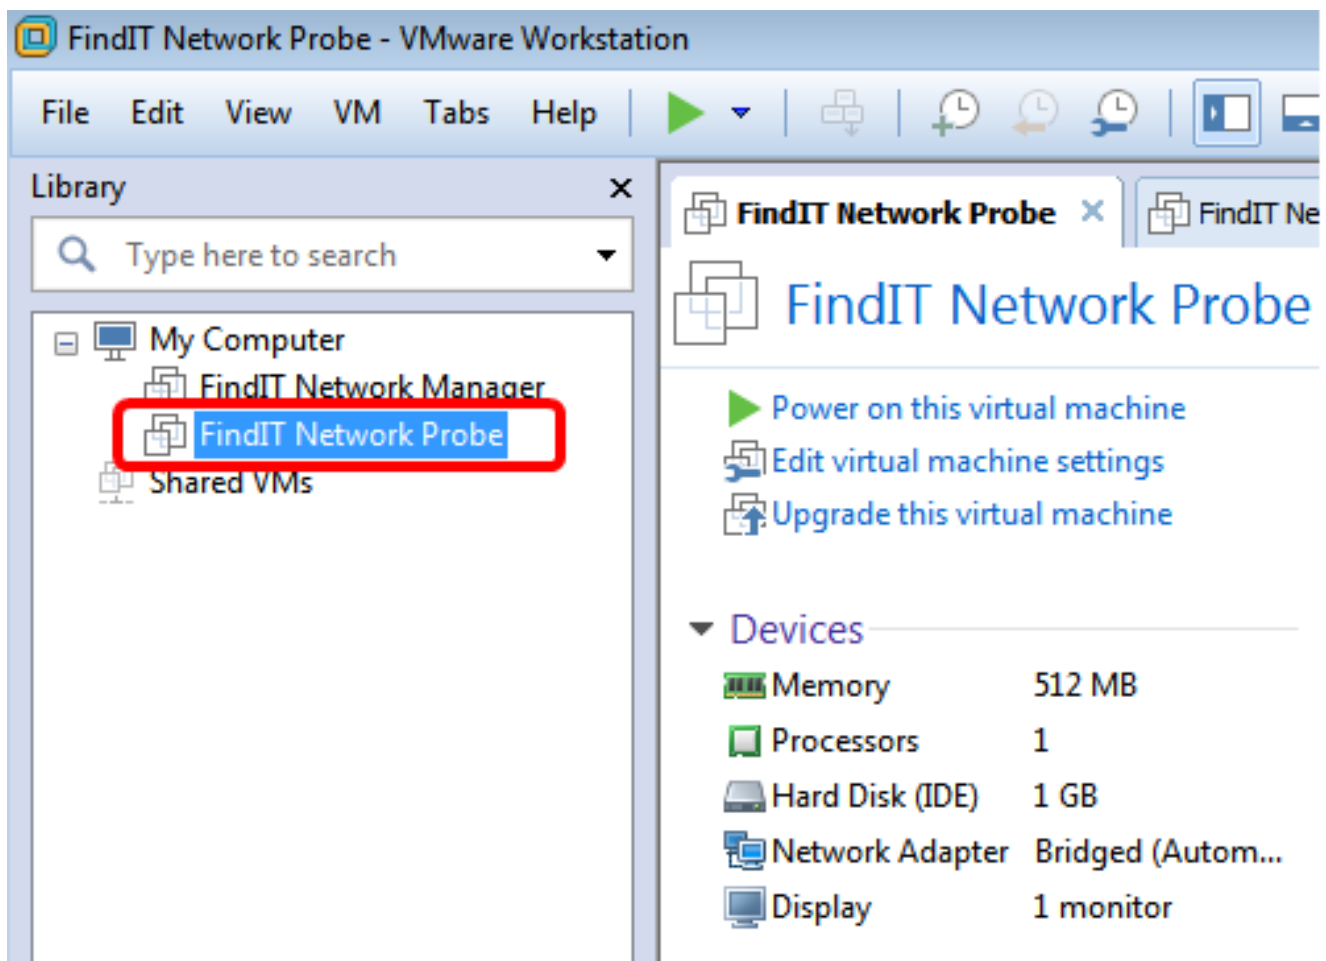 FindIT Network Probe - VMware Workstation
File Edit View VM Tabs Help
Library
Type here to search
My Computer
FindIT Network Manager
FindIT Network Probe
Shared VMs
FindIT Network Probe
FindIT Ne
FindIT Network Probe
Power on this virtual machine
Edit virtual machine settings
Upgrade this virtual machine
Devices
Memory 512 MB
Processors 1
Hard Disk (IDE) 1 GB
Network Adapter Bridged (Autom...
Display 1 monitor